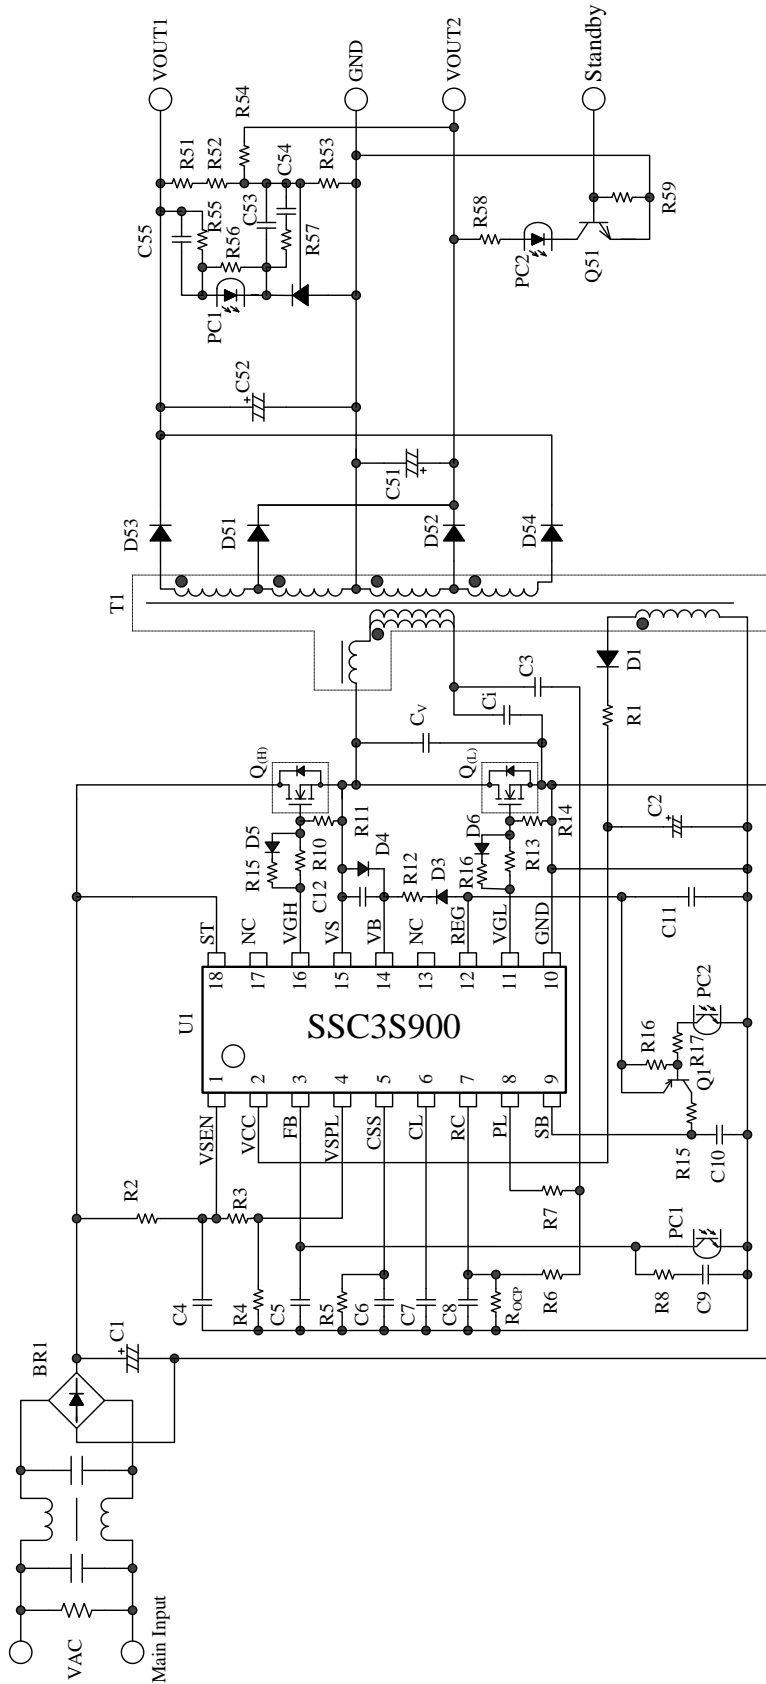 VAC
Main Input
BR1
C1
R2
C4
R3
R4
C5
R5
C6
C7
C8
R_OCP
R6
R7
R8
C9
PC1
VSEN
VCC
FB
VSPL
CSS
CL
RC
PL
SB
1
2
3
4
5
6
7
8
9
U1
SSC3S900
18
17
16
15
14
13
12
11
10
ST
NC
VGH
VS
VB
NC
REG
VGL
GND
R15
C10
Q1
R16
R17
PC2
C11
C2
R15
D5
R10
C12
R11
D4
R12
D3
R16
D6
R13
R14
Q(H)
Q(L)
CV
Ci
C3
R1
D1
T1
D53
D51
D52
D54
C51
C52
PC1
C55
R55
R56
C53
R57
C54
R51
R52
R53
R54
R58
PC2
Q51
R59
VOUT1
GND
VOUT2
Standby